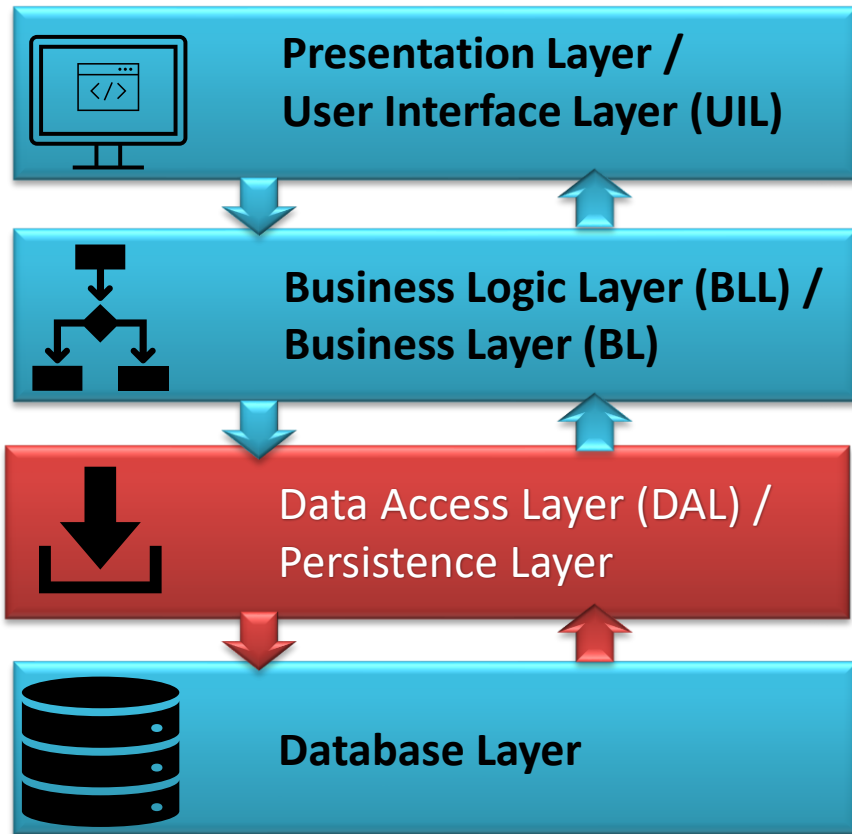 </>
Presentation Layer /
User Interface Layer (UIL)
Business Logic Layer (BLL) /
Business Layer (BL)
Data Access Layer (DAL) /
Persistence Layer
Database Layer